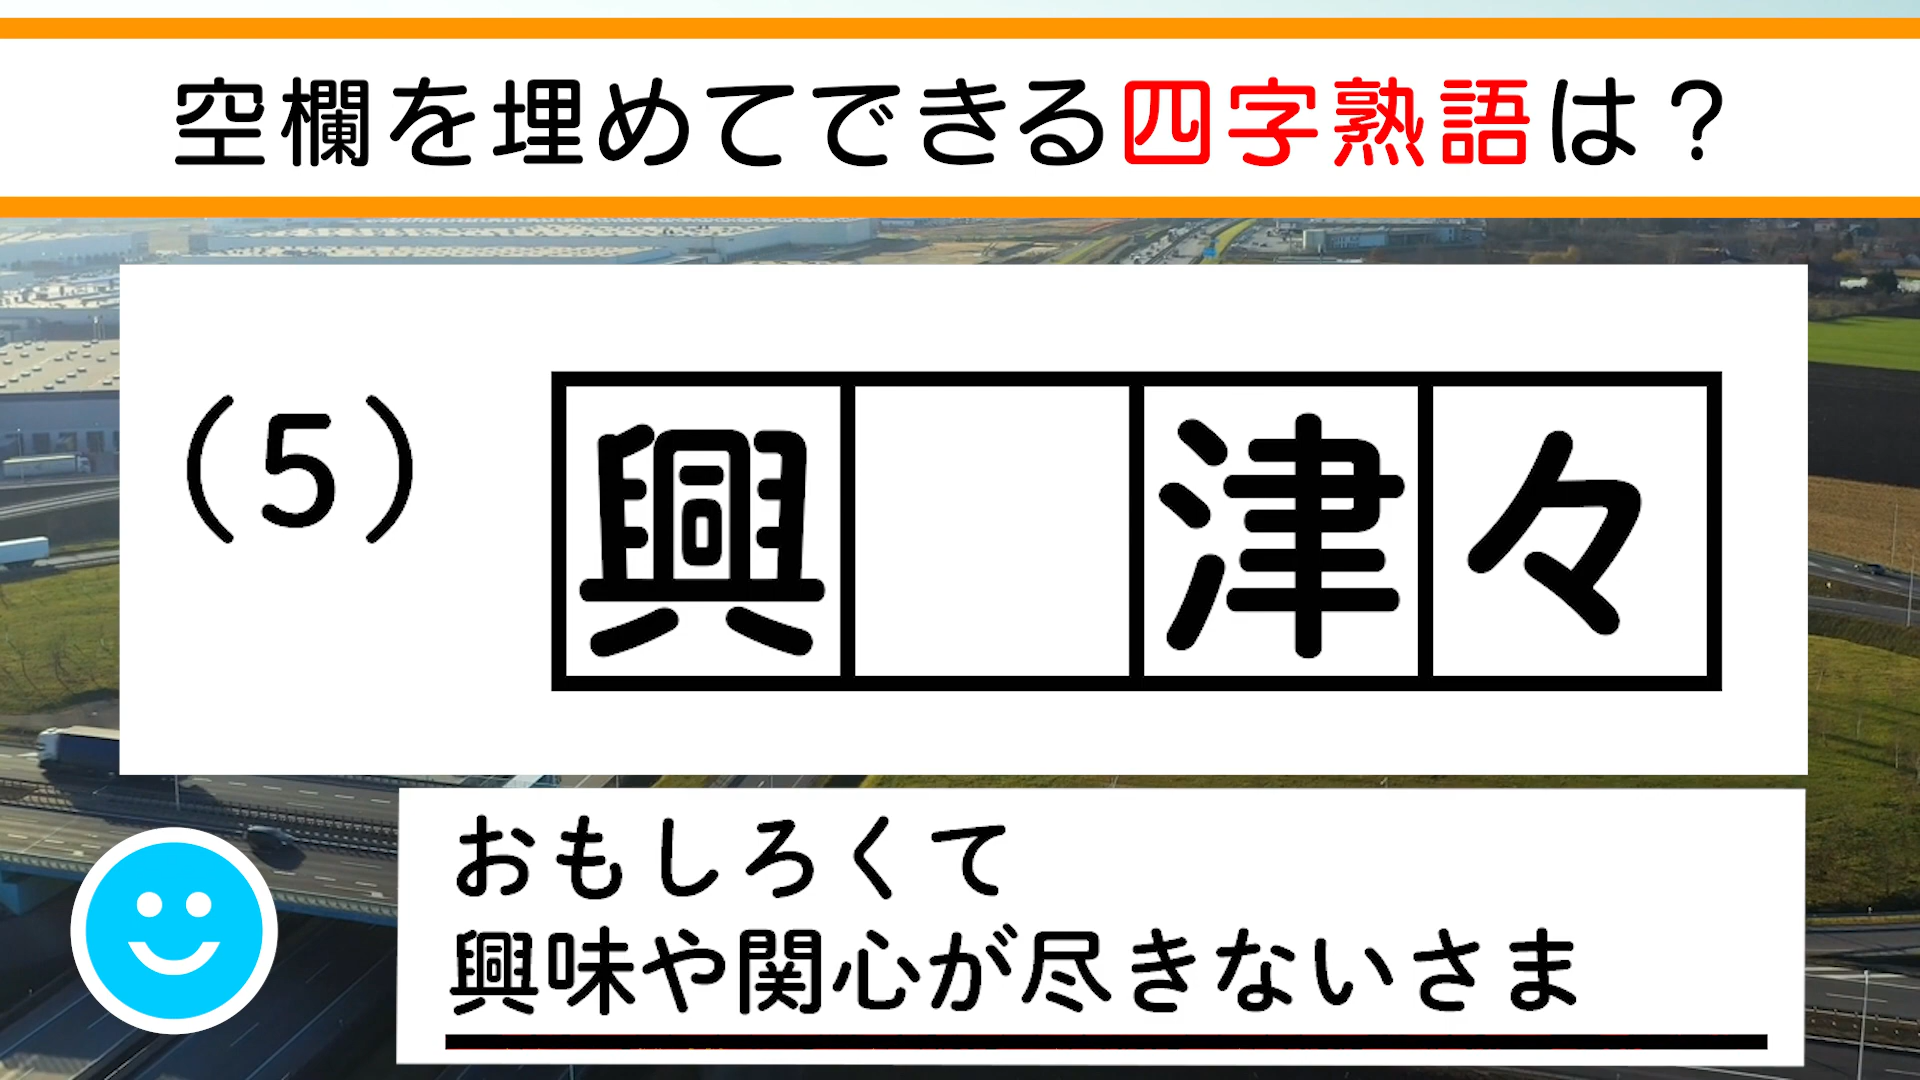 空欄を埋めてできる四字熟語は？
（5） 興 津 々
おもしろくて
興味や関心が尽きないさま